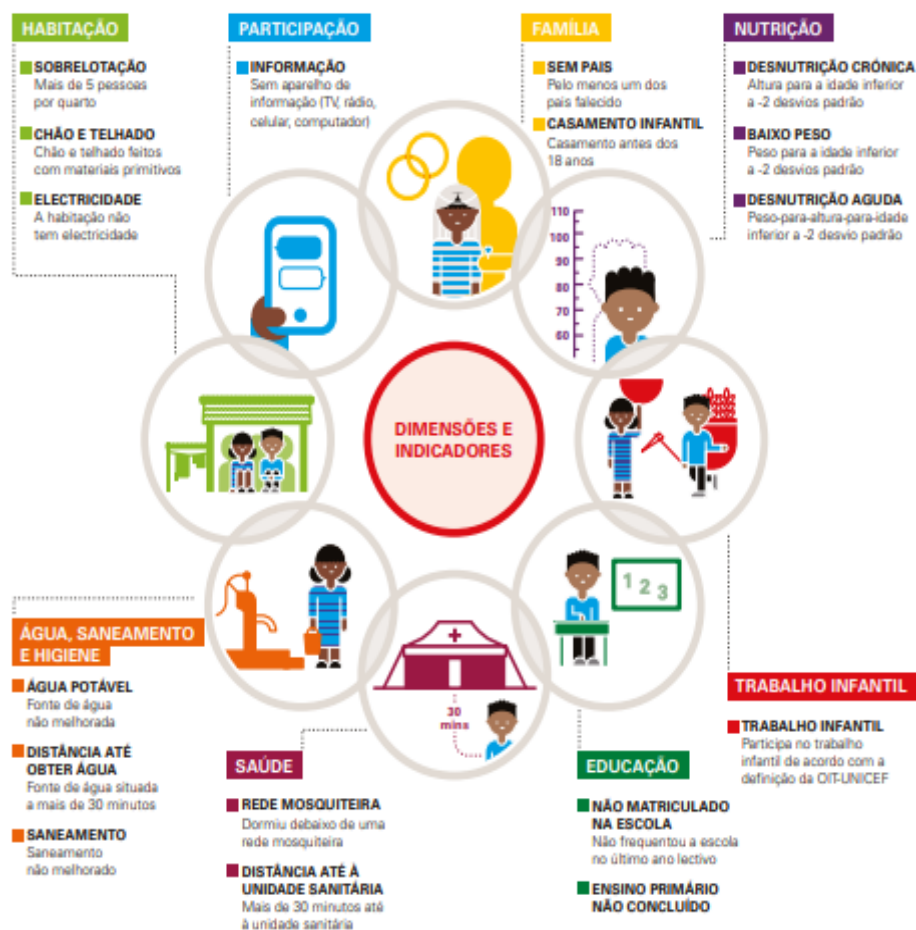 HABITAÇÃO
SOBRELOTAÇÃO
Mais de 5 pessoas
por quarto
CHÃO E TELHADO
Chão e telhado feitos
com materiais primitivos
ELECTRICIDADE
A habitação não
tem electricidade
PARTICIPAÇÃO
INFORMAÇÃO
Sem aparelho de
informação (TV, rádio,
celular, computador)
FAMÍLIA
SEM PAIS
Pelo menos um dos
pais falecido
CASAMENTO INFANTIL
Casamento antes dos
18 anos
NUTRIÇÃO
DESNUTRIÇÃO CRÓNICA
Altura para a idade inferior
a -2 desvios padrão
BAIXO PESO
Peso para a idade inferior
a -2 desvios padrão
DESNUTRIÇÃO AGUDA
Peso-para-altura-para-idade
inferior a -2 desvio padrão
110
100
90
80
70
60
DIMENSÕES E
INDICADORES
1 2 3
30
mins
ÁGUA, SANEAMENTO
E HIGIENE
ÁGUA POTÁVEL
Fonte de água
não melhorada
DISTÂNCIA ATÉ
OBTER ÁGUA
Fonte de água situada
a mais de 30 minutos
SANEAMENTO
Saneamento
não melhorado
SAÚDE
REDE MOSQUITEIRA
Dormiu debaixo de uma
rede mosquiteira
DISTÂNCIA ATÉ À
UNIDADE SANITÁRIA
Mais de 30 minutos até
à unidade sanitária
EDUCAÇÃO
NÃO MATRICULADO
NA ESCOLA
Não frequentou a escola
no último ano lectivo
ENSINO PRIMÁRIO
NÃO CONCLUÍDO
TRABALHO INFANTIL
TRABALHO INFANTIL
Participa no trabalho
infantil de acordo com a
definição da OIT-UNICEF